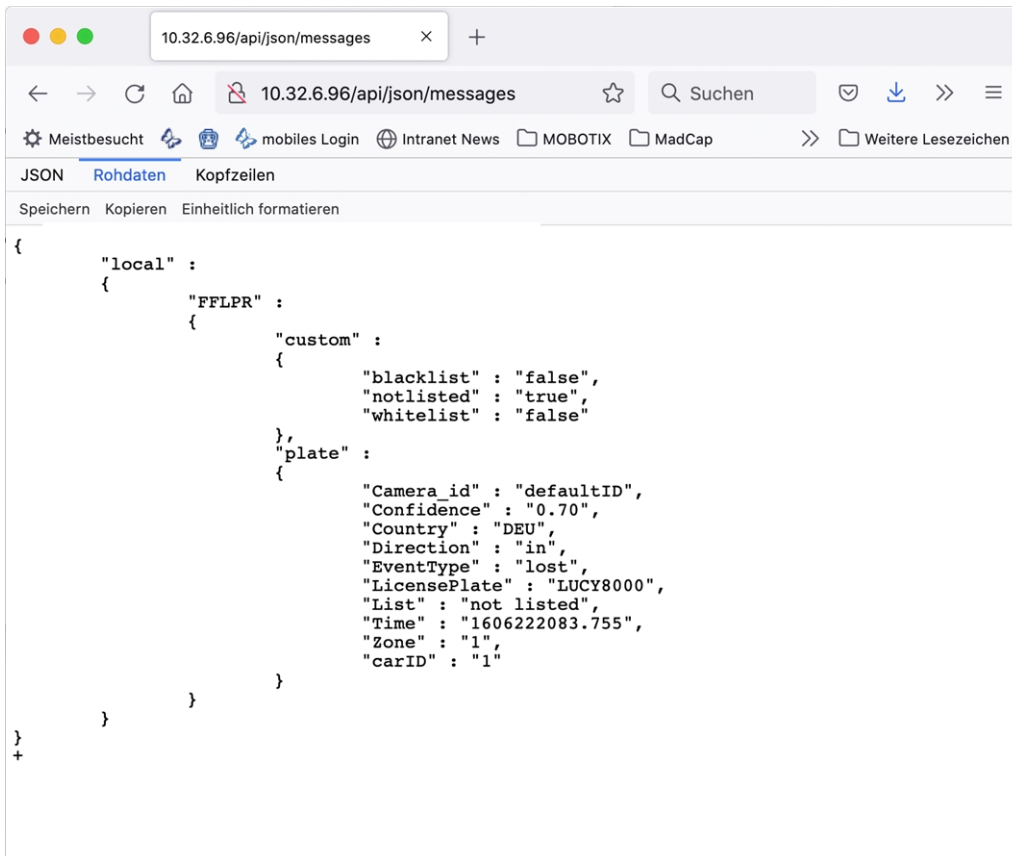 10.32.6.96/api/json/messages
10.32.6.96/api/json/messages
Suchen
Meistbesucht mobiles Login Intranet News MOBOTIX MadCap Weitere Lesezeichen
JSON Rohdaten Kopfzeilen
Speichern Kopieren Einheitlich formatieren
{
"local" :
{
"FFLPR" :
{
"custom" :
{
"blacklist" : "false",
"notlisted" : "true",
"whitelist" : "false"
},
"plate" :
{
"Camera_id" : "defaultID",
"Confidence" : "0.70",
"Country" : "DEU",
"Direction" : "in",
"EventType" : "lost",
"LicensePlate" : "LUCY8000",
"List" : "not listed",
"Time" : "1606222083.755",
"Zone" : "1",
"carID" : "1"
}
}
}
}
+